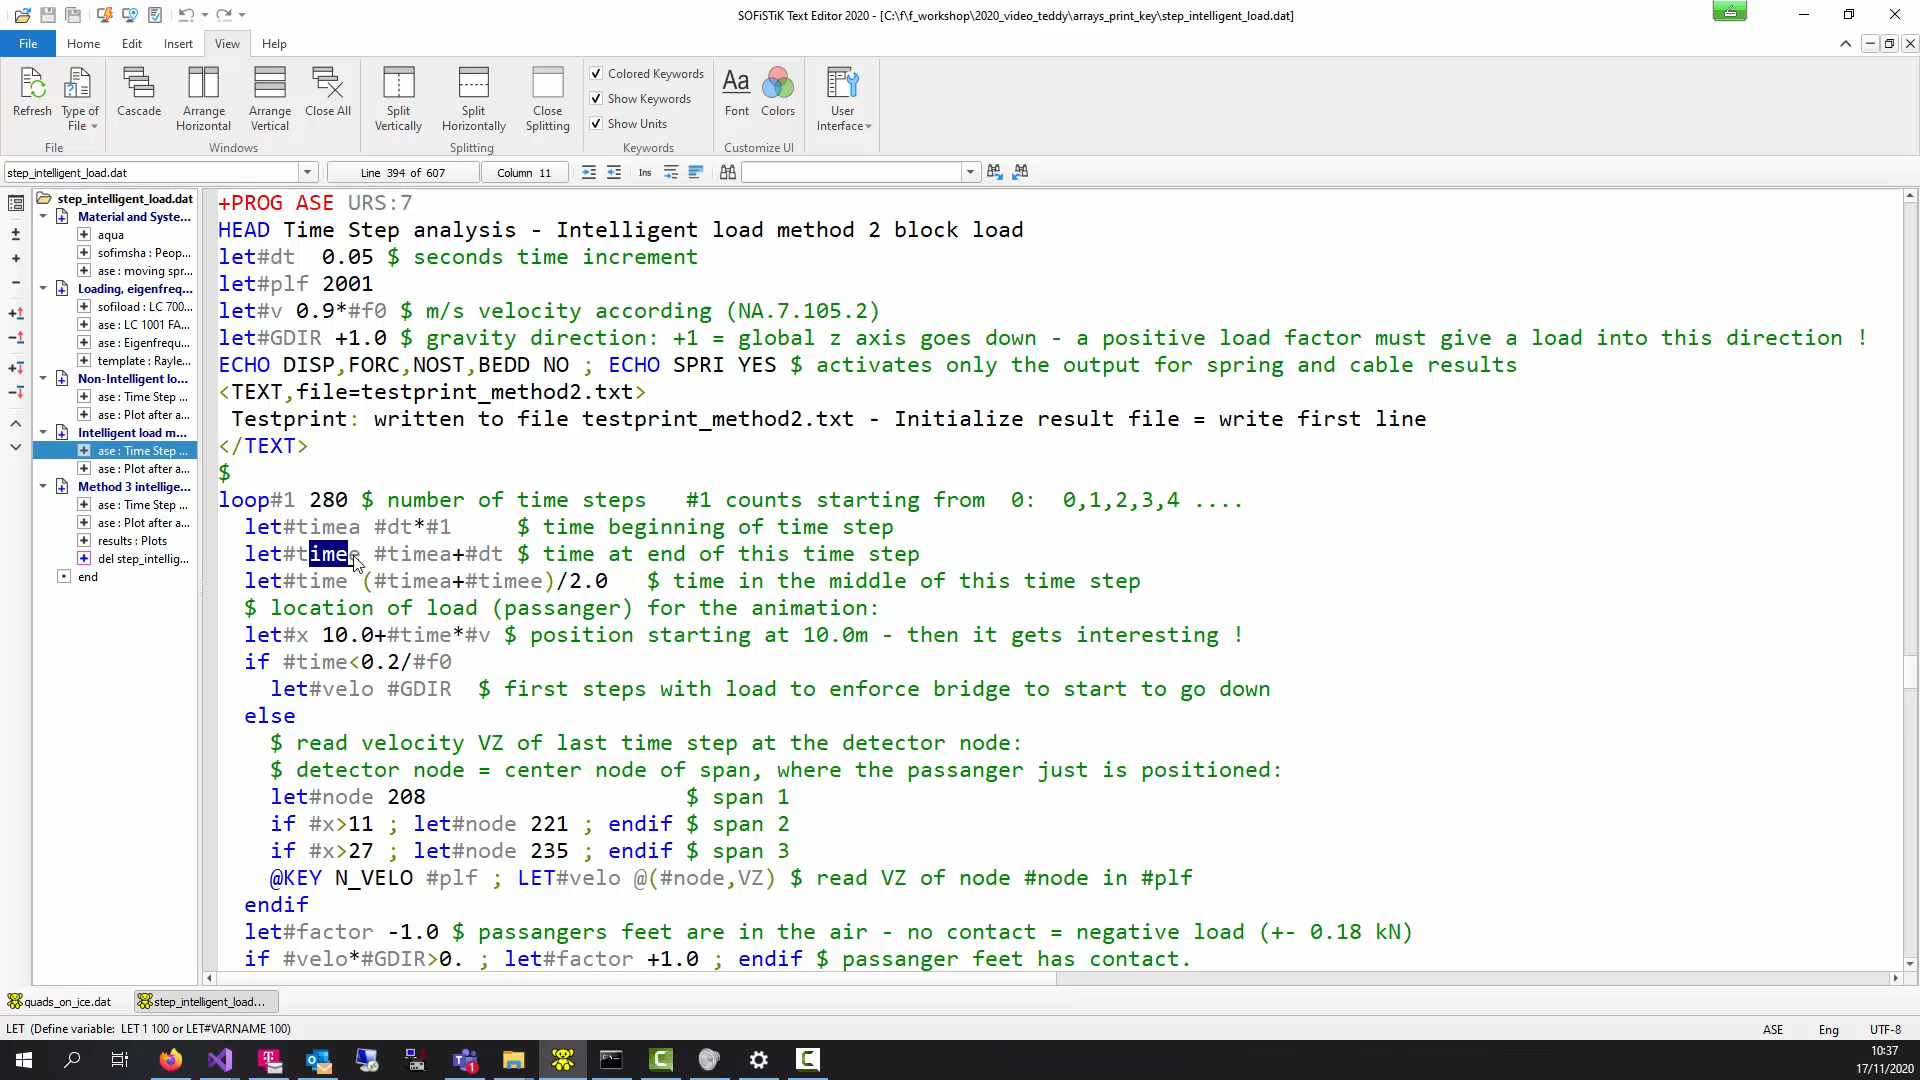 SOFiSTiK Text Editor 2020 - [C:\f\f_workshop\2020_video_teddy\arrays_print_key\step_intelligent_load.dat]
File Home Edit Insert View Help
Refresh
Type of File
File
Cascade
Arrange Horizontal
Arrange Vertical
Close All
Windows
Split Vertically
Split Horizontally
Close Splitting
Splitting
Colored Keywords
Show Keywords
Show Units
Keywords
Aa
Font
Colors
Customize UI
User Interface
step_intelligent_load.dat
Line 394 of 607
Column 11
Ins
step_intelligent_load.dat
Material and Syste...
aqua
sofimsha : Peop...
ase : moving spr...
Loading, eigenfreq...
sofiload : LC 700...
ase : LC 1001 FA...
ase : Eigenfrequ...
template : Rayle...
Non-Intelligent lo...
ase : Time Step ...
ase : Plot after a...
Intelligent load m...
ase : Time Step ...
ase : Plot after a...
Method 3 intellige...
ase : Time Step ...
ase : Plot after a...
results : Plots
del step_intellig...
end
+PROG ASE URS:7
HEAD Time Step analysis - Intelligent load method 2 block load
let#dt  0.05 $ seconds time increment
let#plf 2001
let#v 0.9*#f0 $ m/s velocity according (NA.7.105.2)
let#GDIR +1.0 $ gravity direction: +1 = global z axis goes down - a positive load factor must give a load into this direction !
ECHO DISP,FORC,NOST,BEDD NO ; ECHO SPRI YES $ activates only the output for spring and cable results
<TEXT,file=testprint_method2.txt>
 Testprint: written to file testprint_method2.txt - Initialize result file = write first line
</TEXT>
$
loop#1 280 $ number of time steps   #1 counts starting from  0:  0,1,2,3,4 ....
  let#timea #dt*#1     $ time beginning of time step
  let#timee #timea+#dt $ time at end of this time step
  let#time (#timea+#timee)/2.0   $ time in the middle of this time step
  $ location of load (passanger) for the animation:
  let#x 10.0+#time*#v $ position starting at 10.0m - then it gets interesting !
  if #time<0.2/#f0
    let#velo #GDIR  $ first steps with load to enforce bridge to start to go down
  else
    $ read velocity VZ of last time step at the detector node:
    $ detector node = center node of span, where the passanger just is positioned:
    let#node 208                    $ span 1
    if #x>11 ; let#node 221 ; endif $ span 2
    if #x>27 ; let#node 235 ; endif $ span 3
    @KEY N_VELO #plf ; LET#velo @(#node,VZ) $ read VZ of node #node in #plf
  endif
  let#factor -1.0 $ passangers feet are in the air - no contact = negative load (+- 0.18 kN)
  if #velo*#GDIR>0. ; let#factor +1.0 ; endif $ passanger feet has contact.
quads_on_ice.dat
step_intelligent_load...
LET (Define variable: LET 1 100 or LET#VARNAME 100)
ASE
Eng
UTF-8
10:37
17/11/2020